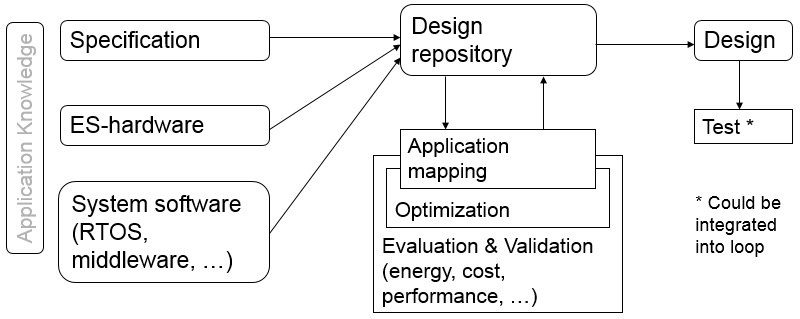 Application Knowledge
Specification
ES-hardware
System software
(RTOS,
middleware, …)
Design
repository
Application
mapping
Optimization
Evaluation & Validation
(energy, cost,
performance, …)
Design
Test *
* Could be
integrated
into loop